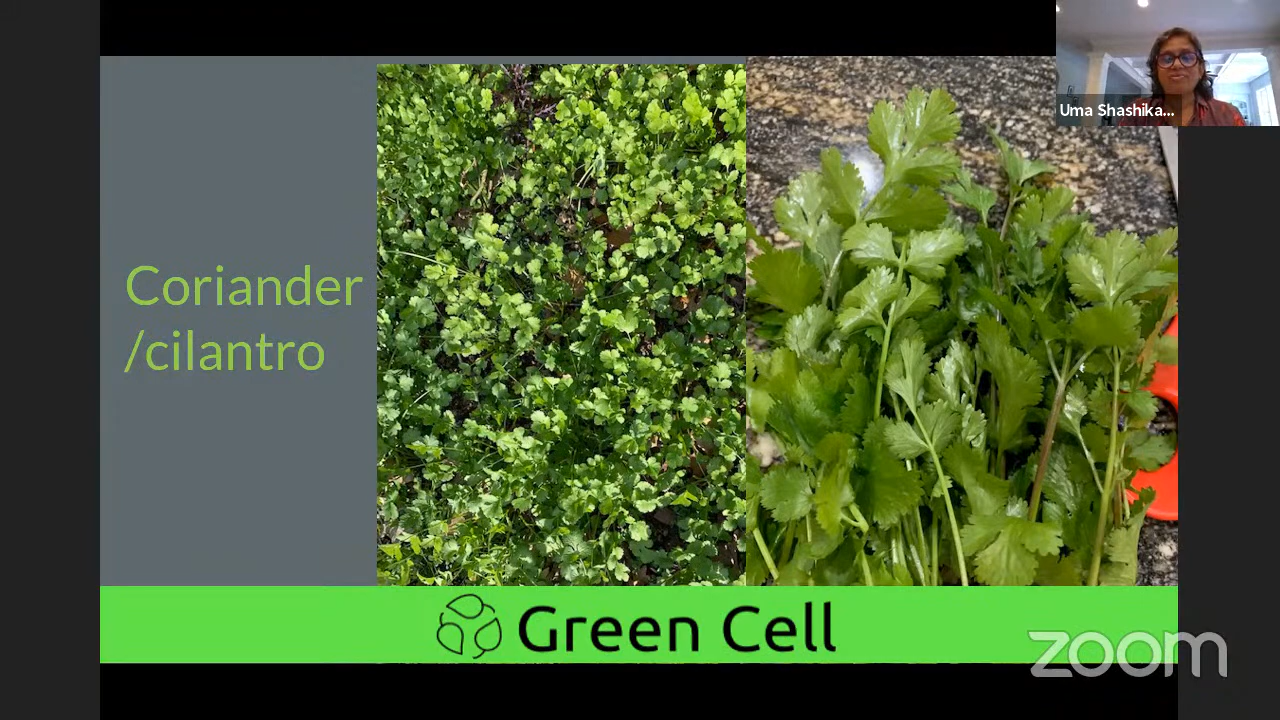 Uma Shashika...
Coriander
/cilantro
Green Cell
zoom